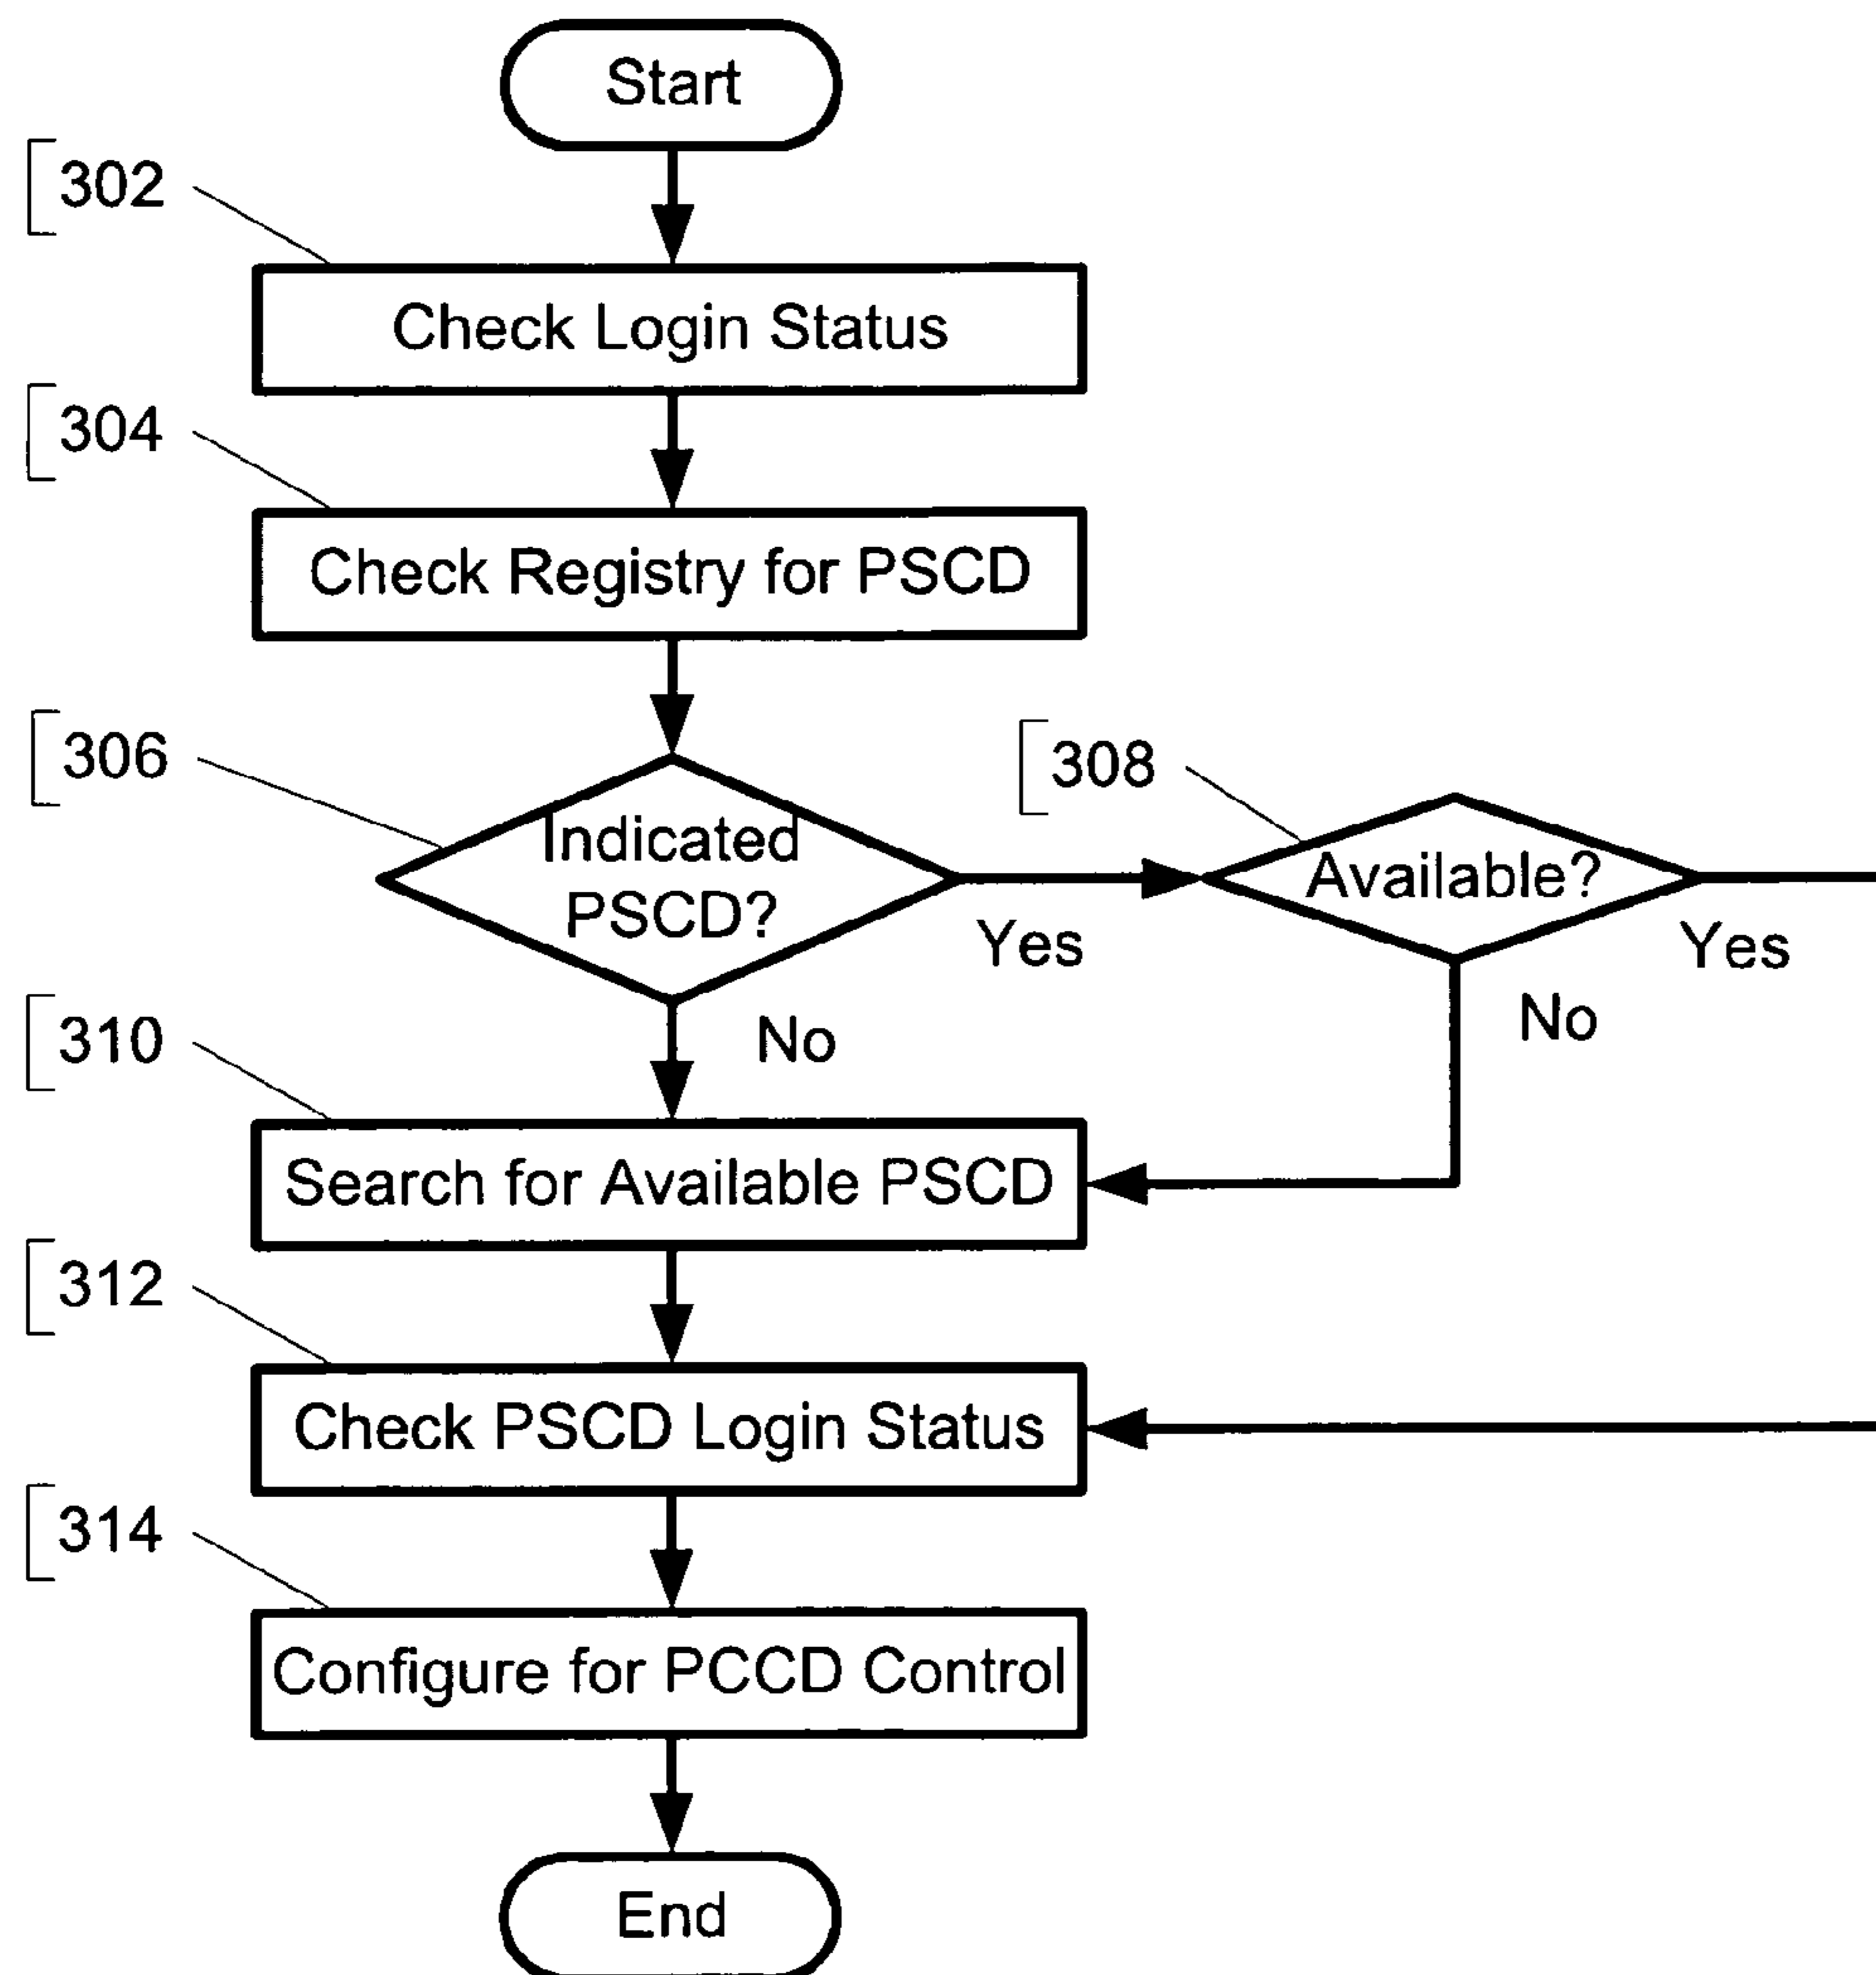 Start
302
Check Login Status
304
Check Registry for PSCD
306
Indicated
PSCD?
Yes
308
Available?
Yes
No
No
310
Search for Available PSCD
312
Check PSCD Login Status
314
Configure for PCCD Control
End